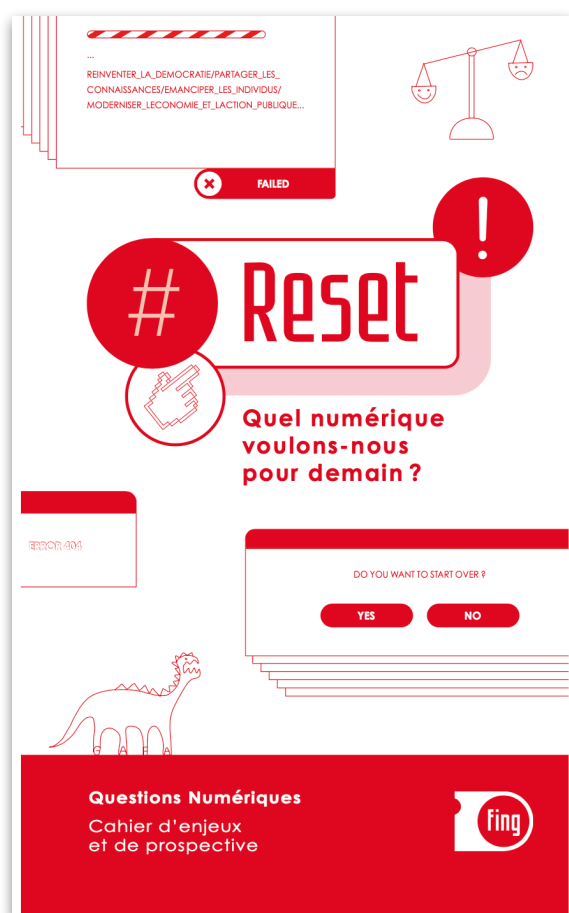 ...
REINVENTER_LA_DEMOCRATIE/PARTAGER_LES_
CONNAISSANCES/EMANCIPER_LES_INDIVIDUS/
MODERNISER_LECONOMIE_ET_LACTION_PUBLIQUE...
FAILED
!
# Reset
Quel numérique
voulons-nous
pour demain ?
ERROR 404
DO YOU WANT TO START OVER ?
YES NO
G A F A
Questions Numériques
Cahier d'enjeux
et de prospective
Fing